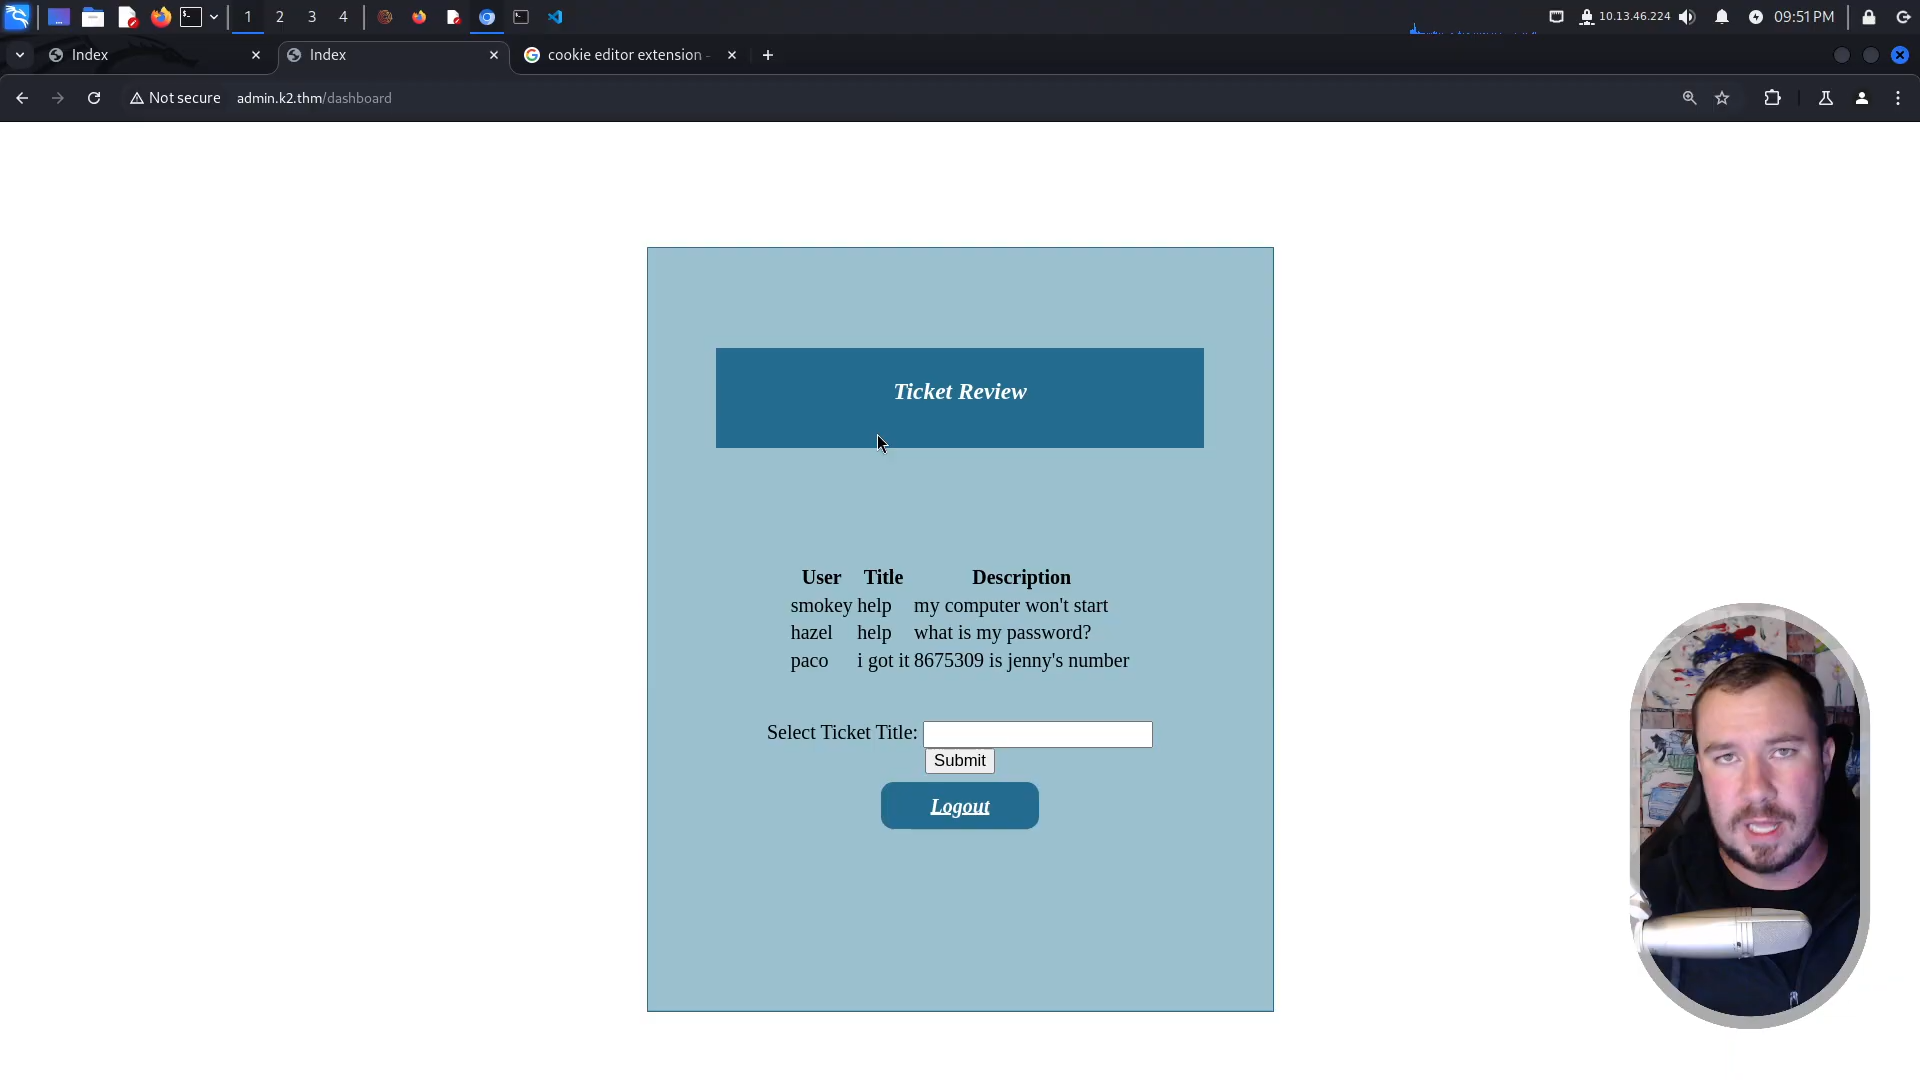 1 2 3 4
10.13.46.224
09:51 PM
Index
Index
cookie editor extension -
Not secure
admin.k2.thm/dashboard
Ticket Review
User Title Description
smokey help my computer won't start
hazel help what is my password?
paco i got it 8675309 is jenny's number
Select Ticket Title:
Submit
Logout